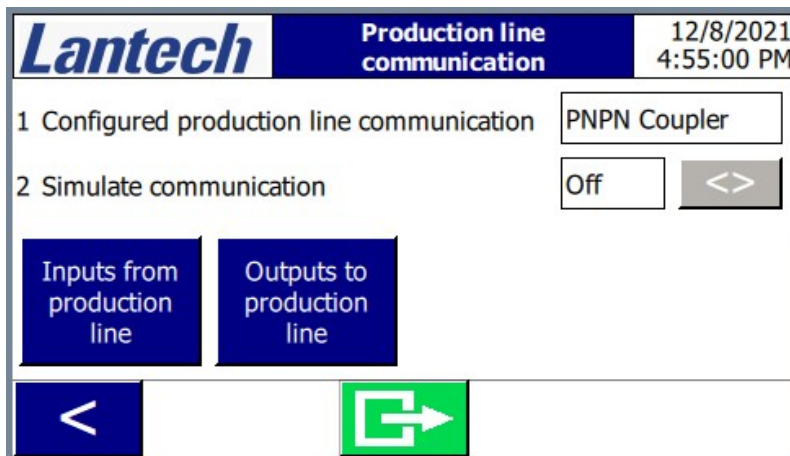 Lantech
Production line
communication
12/8/2021
4:55:00 PM
1 Configured production line communication PNPN Coupler
2 Simulate communication Off <>
Inputs from
production
line
Outputs to
production
line
<